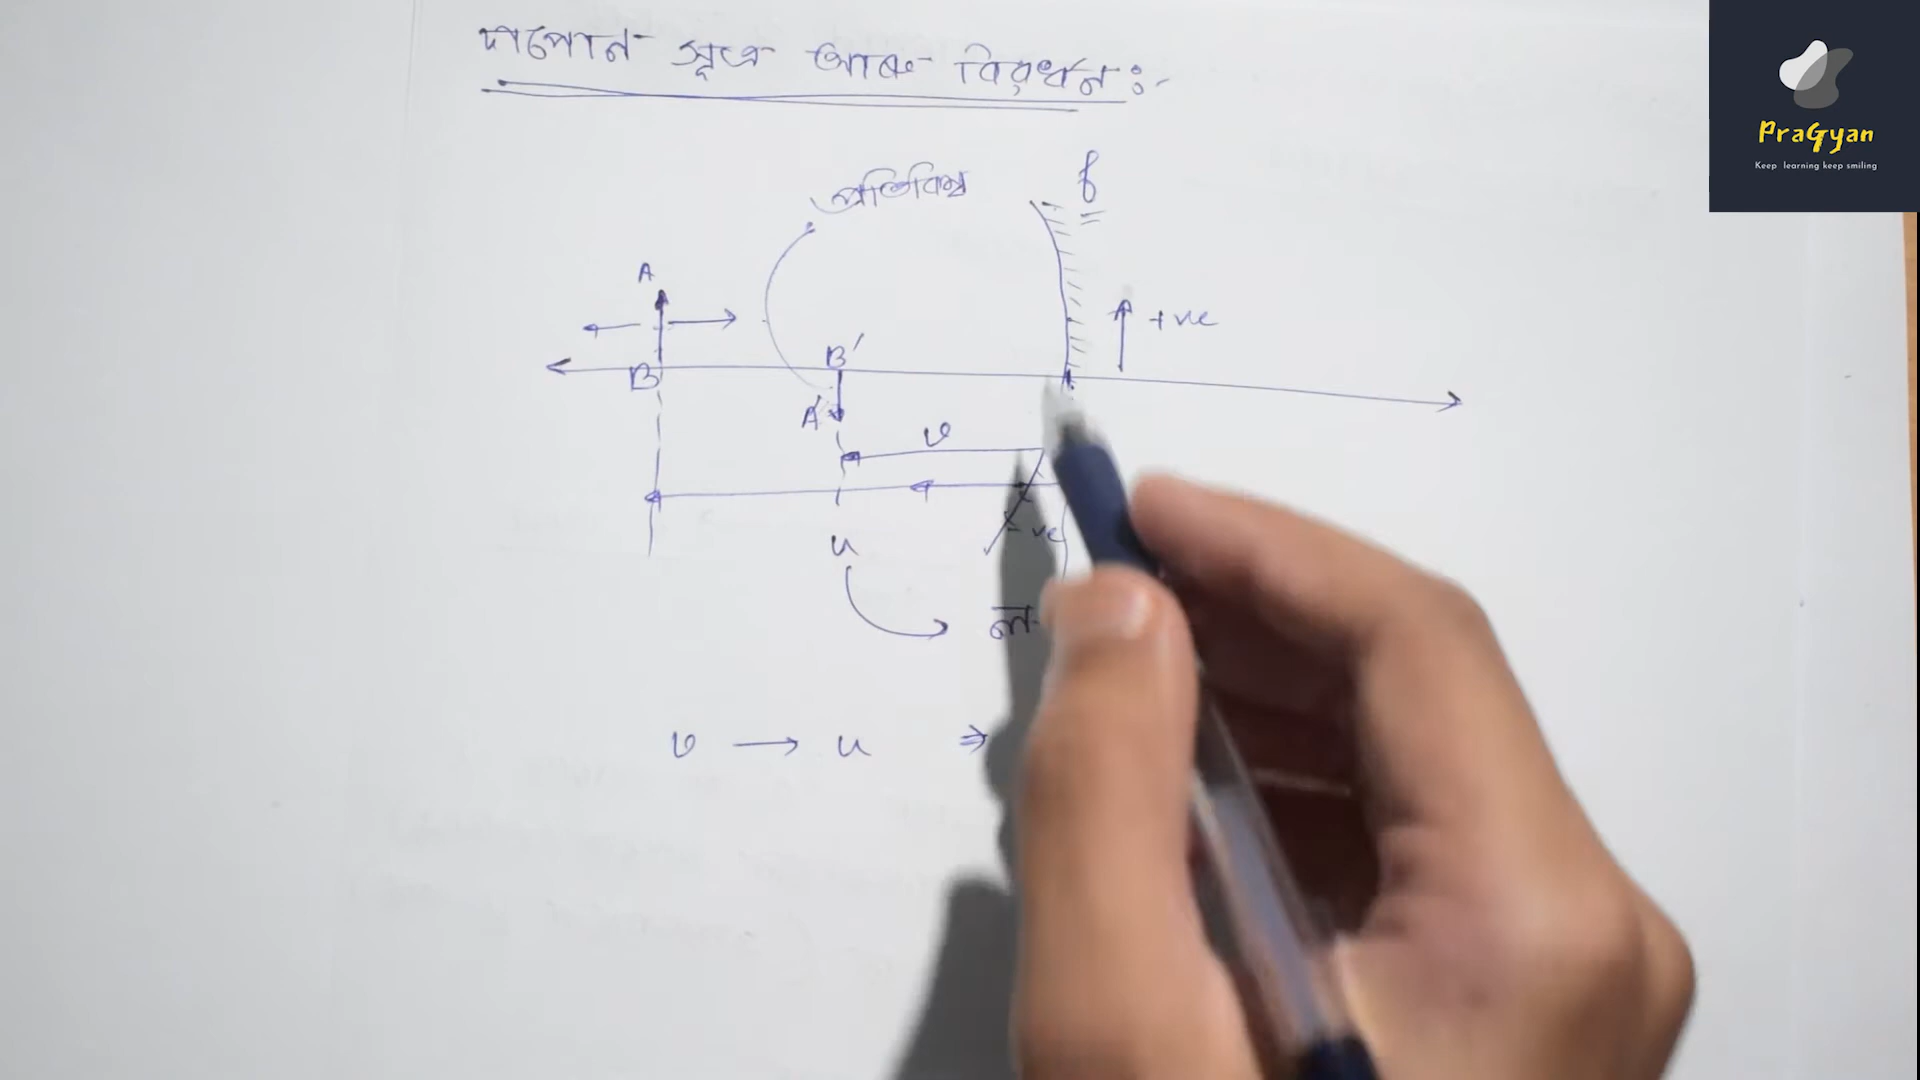 দাপোন সূত্ৰ আৰু বিবৰ্ধন :-
PraGyan
Keep learning keep smiling
প্ৰতিবিম্ব
f
A
+ve
B'
B
A'
v
-ve
u
v → u ⇒